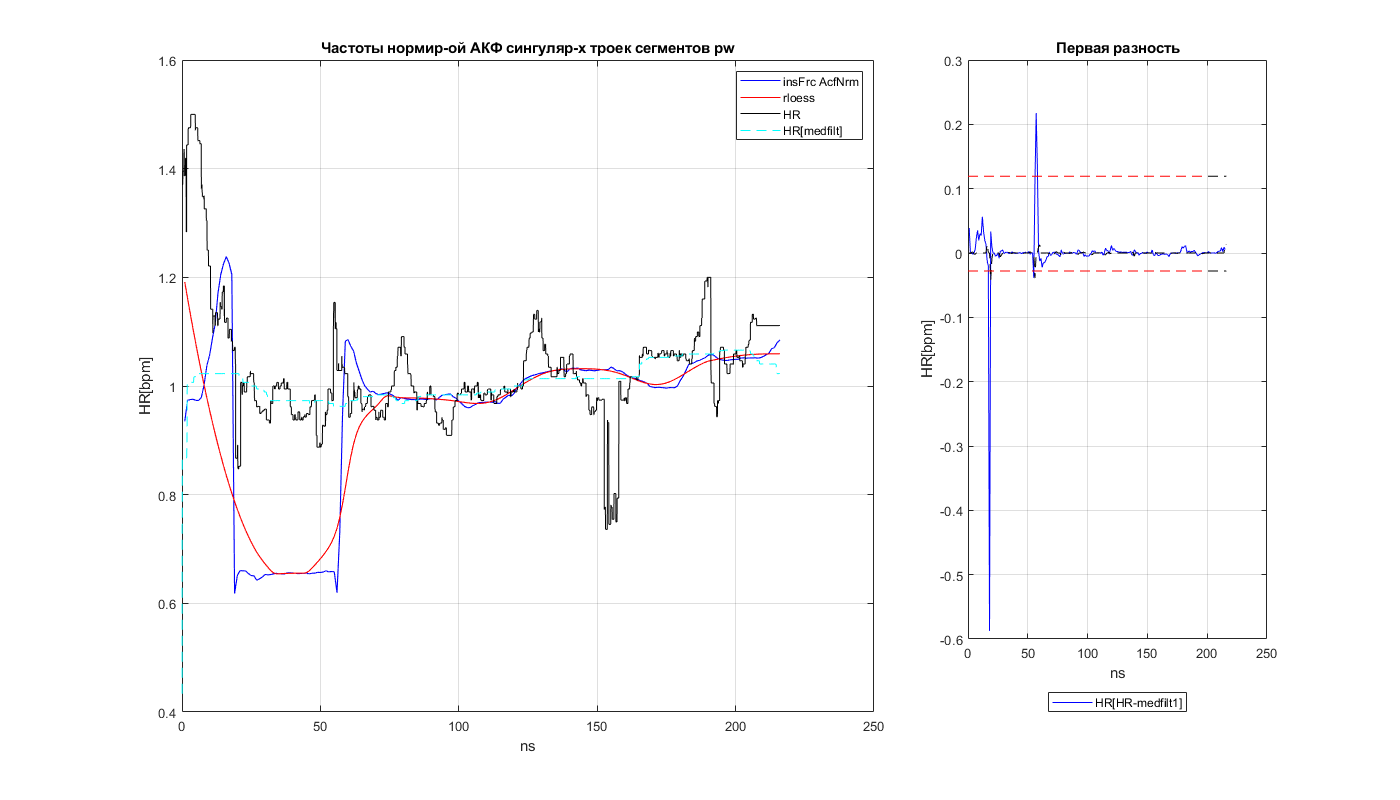 Частоты нормир-ой АКФ сингуляр-х троек сегментов pw
1.6
1.4
1.2
1
0.8
0.6
0.4
HR[bpm]
0
50
100
150
200
250
ns
insFrc AcfNrm
rloess
HR
HR[medfilt]
Первая разность
0.3
0.2
0.1
0
-0.1
-0.2
-0.3
-0.4
-0.5
-0.6
HR[bpm]
0
50
100
150
200
250
ns
HR[HR-medfilt1]